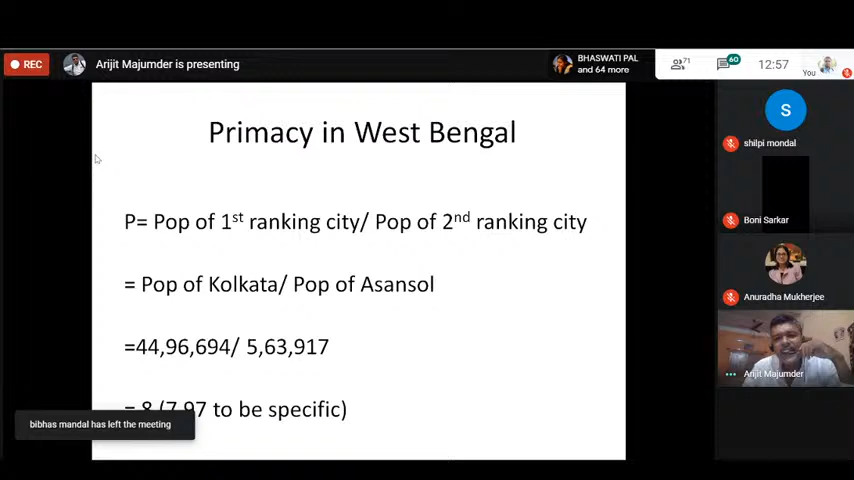 REC
Arijit Majumder is presenting
BHASWATI PAL
and 64 more
71
60
12:57
You
Primacy in West Bengal
P= Pop of 1st ranking city/ Pop of 2nd ranking city
= Pop of Kolkata/ Pop of Asansol
=44,96,694/ 5,63,917
= 8 (7.97 to be specific)
bibhas mandal has left the meeting
S
shilpi mondal
Boni Sarkar
Anuradha Mukherjee
Arijit Majumder